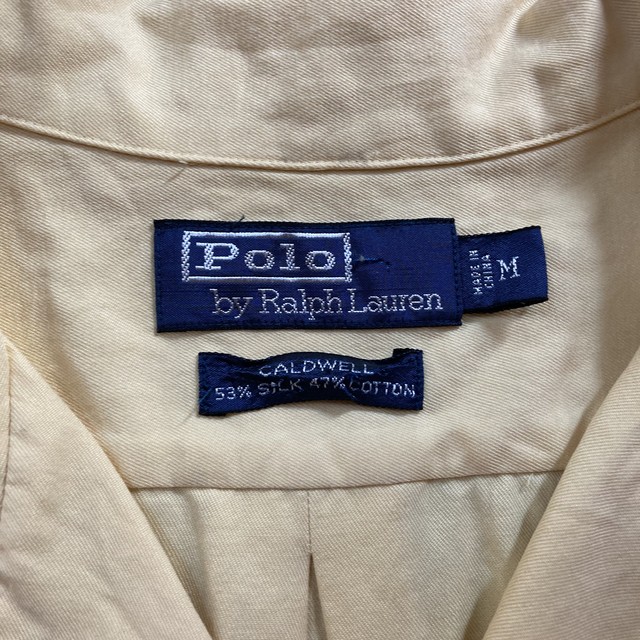 Polo
by Ralph Lauren
MADE IN
CHINA
M
CALDWELL
53% SILK 47% COTTON